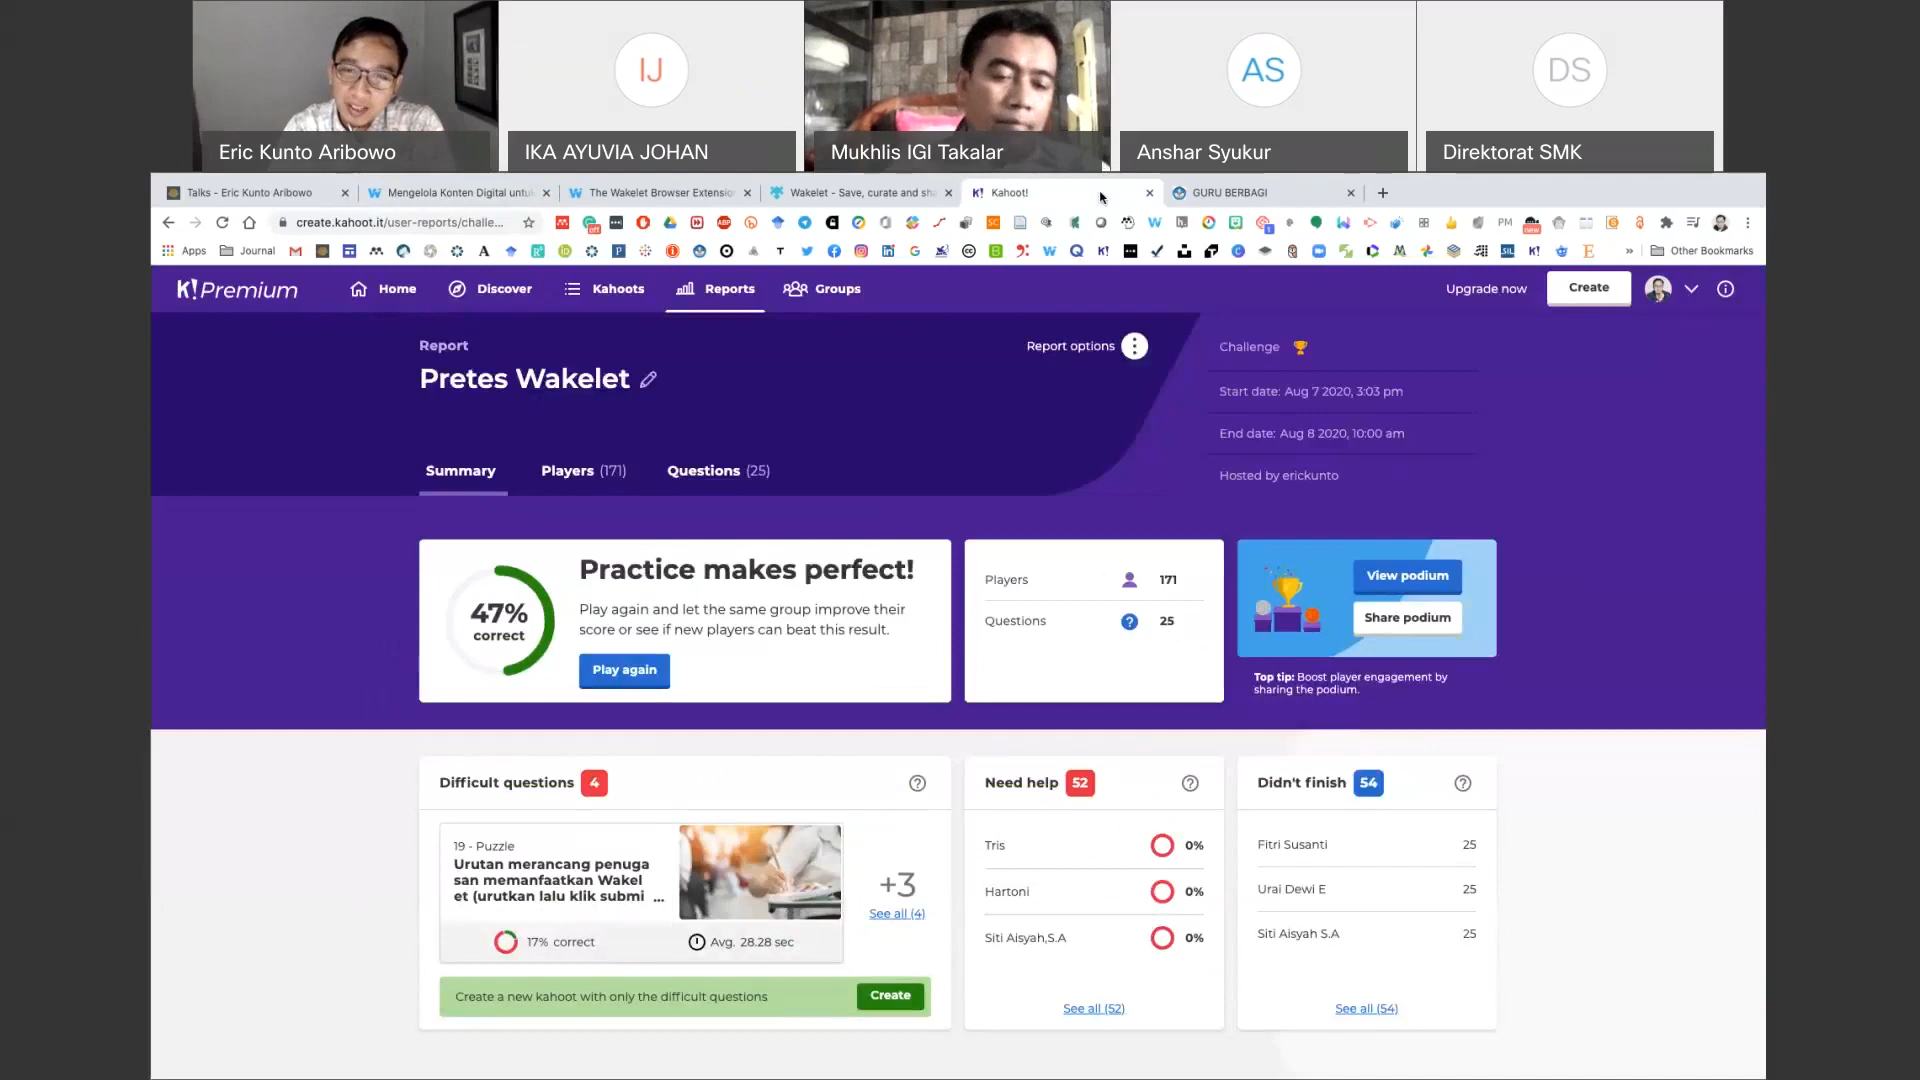 IJ
AS
DS
Eric Kunto Aribowo
IKA AYUVIA JOHAN
Mukhlis IGI Takalar
Anshar Syukur
Direktorat SMK
Talks - Eric Kunto Aribowo
Mengelola Konten Digital untu
The Wakelet Browser Extensio
Wakelet - Save, curate and sh
Kahoot!
GURU BERBAGI
create.kahoot.it/user-reports/challe...
Apps
Journal
Other Bookmarks
K! Premium
Home
Discover
Kahoots
Reports
Groups
Upgrade now
Create
Report
Report options
Challenge
Pretes Wakelet
Start date: Aug 7 2020, 3:03 pm
End date: Aug 8 2020, 10:00 am
Hosted by erickunto
Summary
Players (171)
Questions (25)
47%
correct
Practice makes perfect!
Play again and let the same group improve their
score or see if new players can beat this result.
Play again
Players 171
Questions 25
View podium
Share podium
Top tip: Boost player engagement by
sharing the podium.
Difficult questions 4
19 - Puzzle
Urutan merancang penuga
san memanfaatkan Wakel
et (urutkan lalu klik submi ...
17% correct
Avg. 28.28 sec
+3
See all (4)
Create a new kahoot with only the difficult questions
Create
Need help 52
Tris 0%
Hartoni 0%
Siti Aisyah,S.A 0%
See all (52)
Didn't finish 54
Fitri Susanti 25
Urai Dewi E 25
Siti Aisyah S.A 25
See all (54)